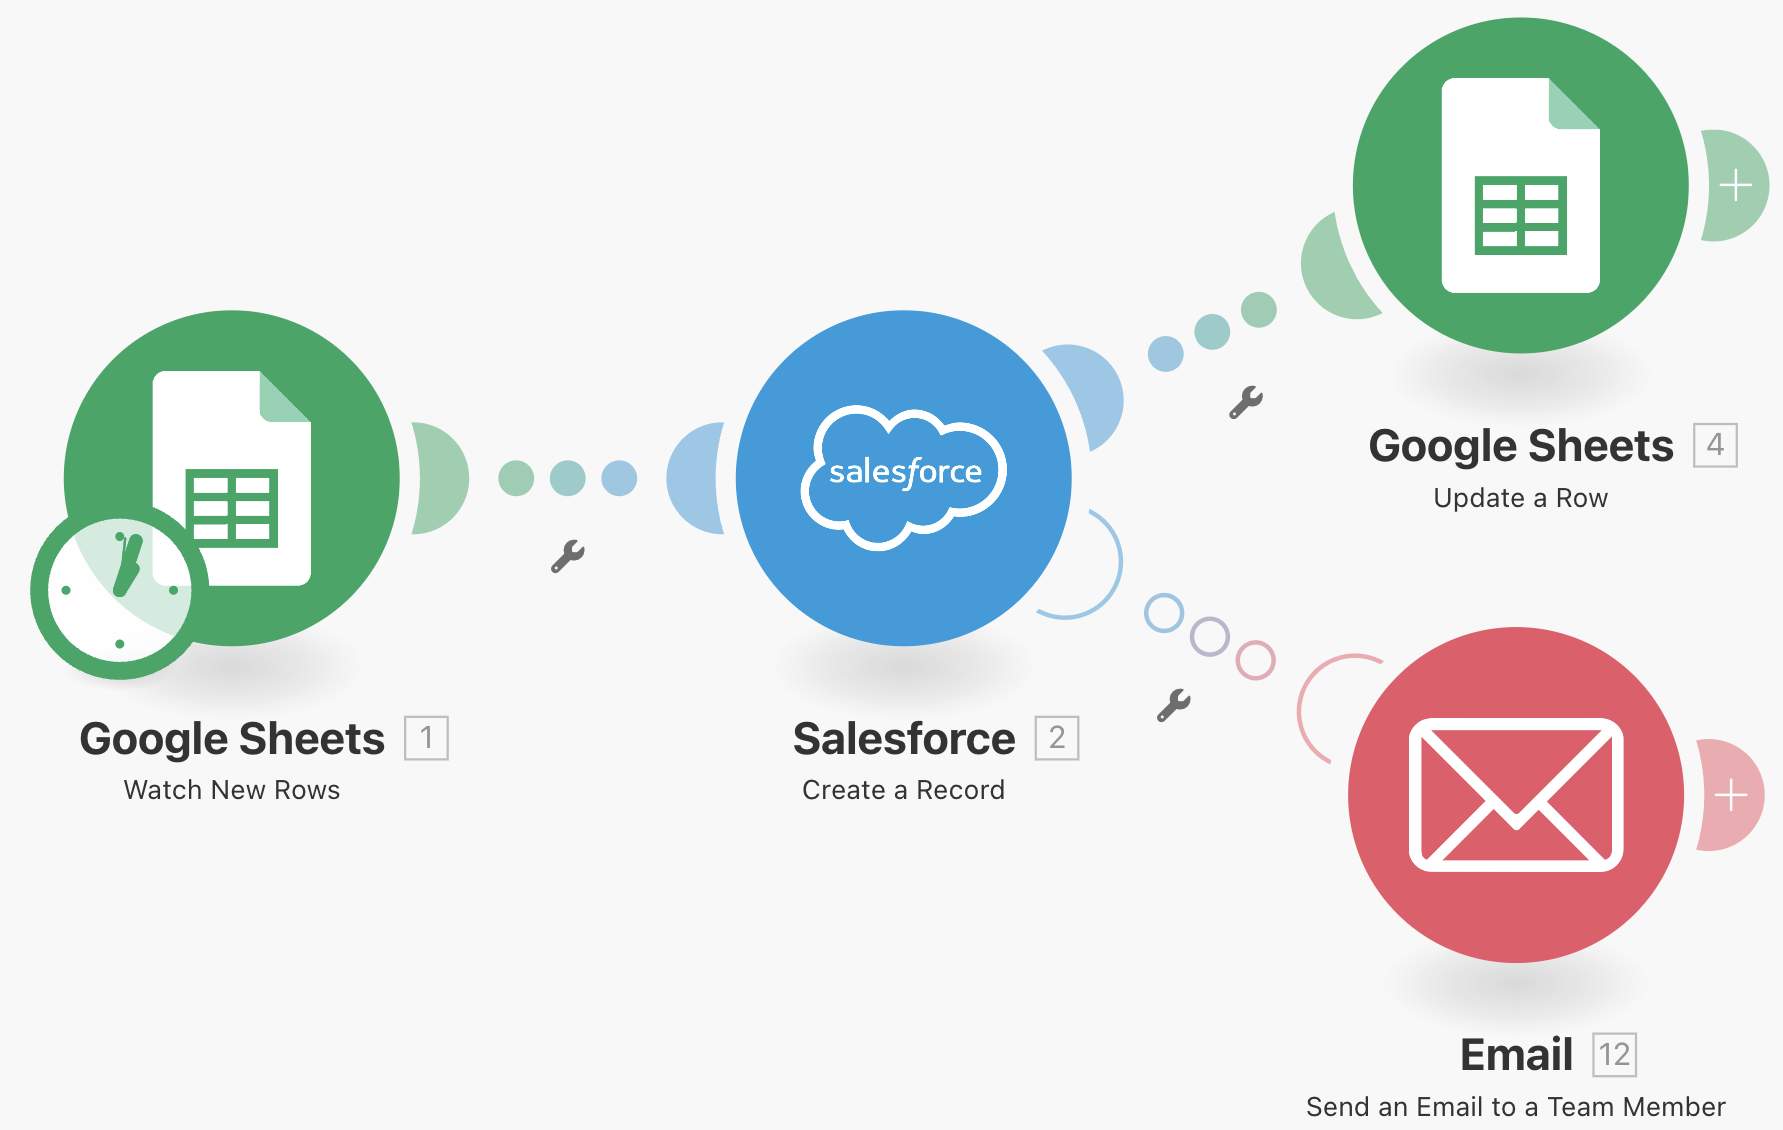 salesforce
Google Sheets 4
Update a Row
Google Sheets 1
Watch New Rows
Salesforce 2
Create a Record
Email 12
Send an Email to a Team Member